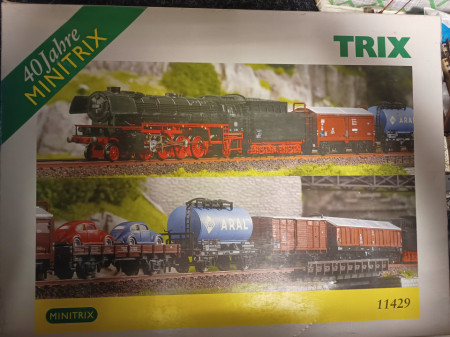 40 Jahre
MINITRIX
TRIX
ARAL
ARAL
MINITRIX
11429